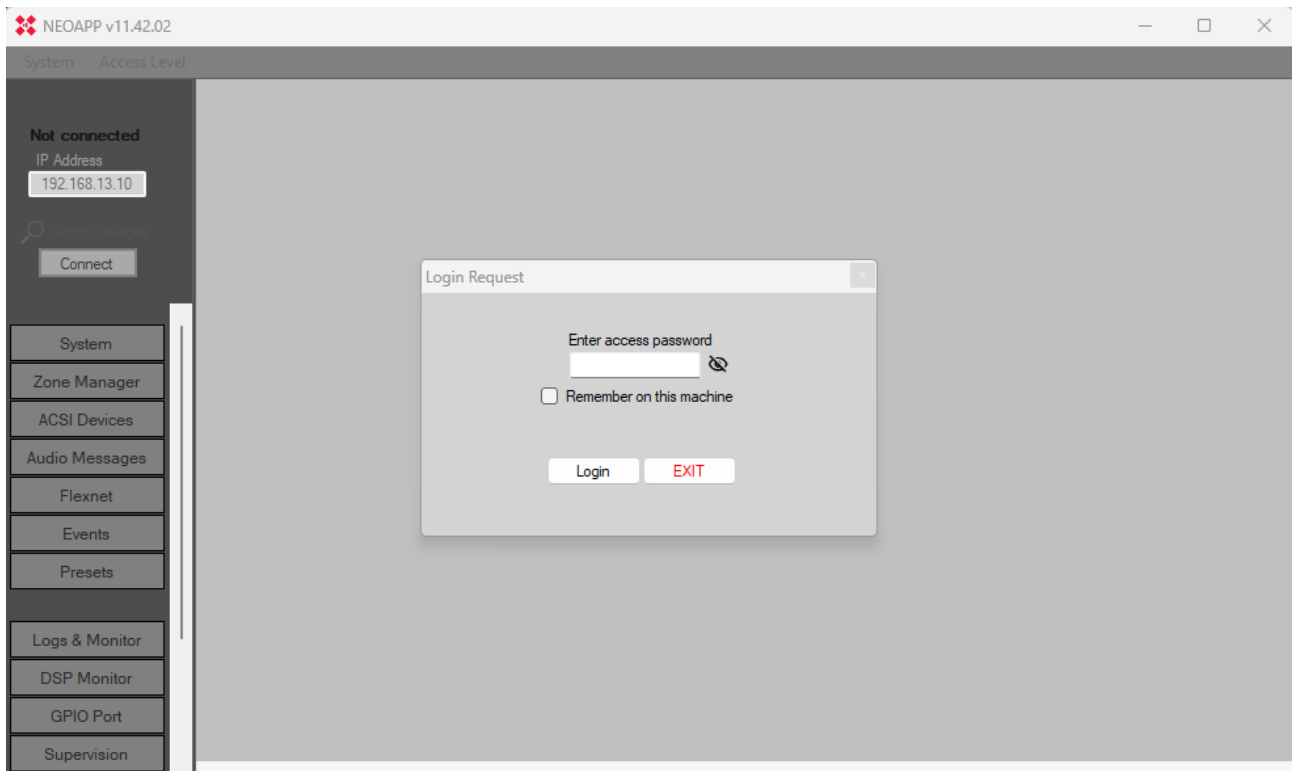 NEOAPP v11.42.02
System Access Level
Not connected
IP Address
192.168.13.10
Search Devices
Connect
Login Request
x
Enter access password
Remember on this machine
Login EXIT
System
Zone Manager
ACSI Devices
Audio Messages
Flexnet
Events
Presets
Logs & Monitor
DSP Monitor
GPIO Port
Supervision